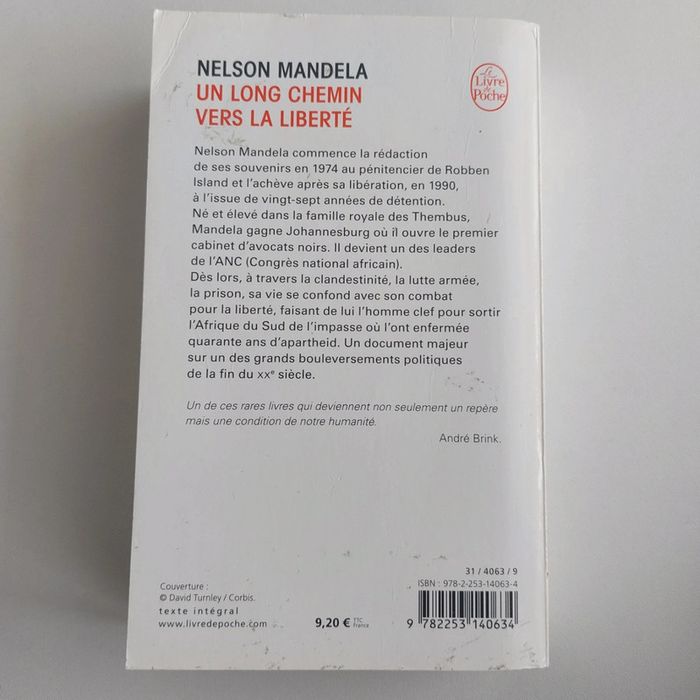 NELSON MANDELA
UN LONG CHEMIN
VERS LA LIBERTÉ
Le
Livre
de
Poche
Nelson Mandela commence la rédaction
de ses souvenirs en 1974 au pénitencier de Robben
Island et l'achève après sa libération, en 1990,
à l'issue de vingt-sept années de détention.
Né et élevé dans la famille royale des Thembus,
Mandela gagne Johannesburg où il ouvre le premier
cabinet d'avocats noirs. Il devient un des leaders
de l'ANC (Congrès national africain).
Dès lors, à travers la clandestinité, la lutte armée,
la prison, sa vie se confond avec son combat
pour la liberté, faisant de lui l'homme clef pour sortir
l'Afrique du Sud de l'impasse où l'ont enfermée
quarante ans d'apartheid. Un document majeur
sur un des grands bouleversements politiques
de la fin du XXe siècle.
Un de ces rares livres qui deviennent non seulement un repère
mais une condition de notre humanité.
André Brink.
Couverture :
© David Turnley / Corbis.
texte intégral
www.livredepoche.com
9,20 € TTC France
31 / 4063 / 9
ISBN : 978-2-253-14063-4
9 782253 140634